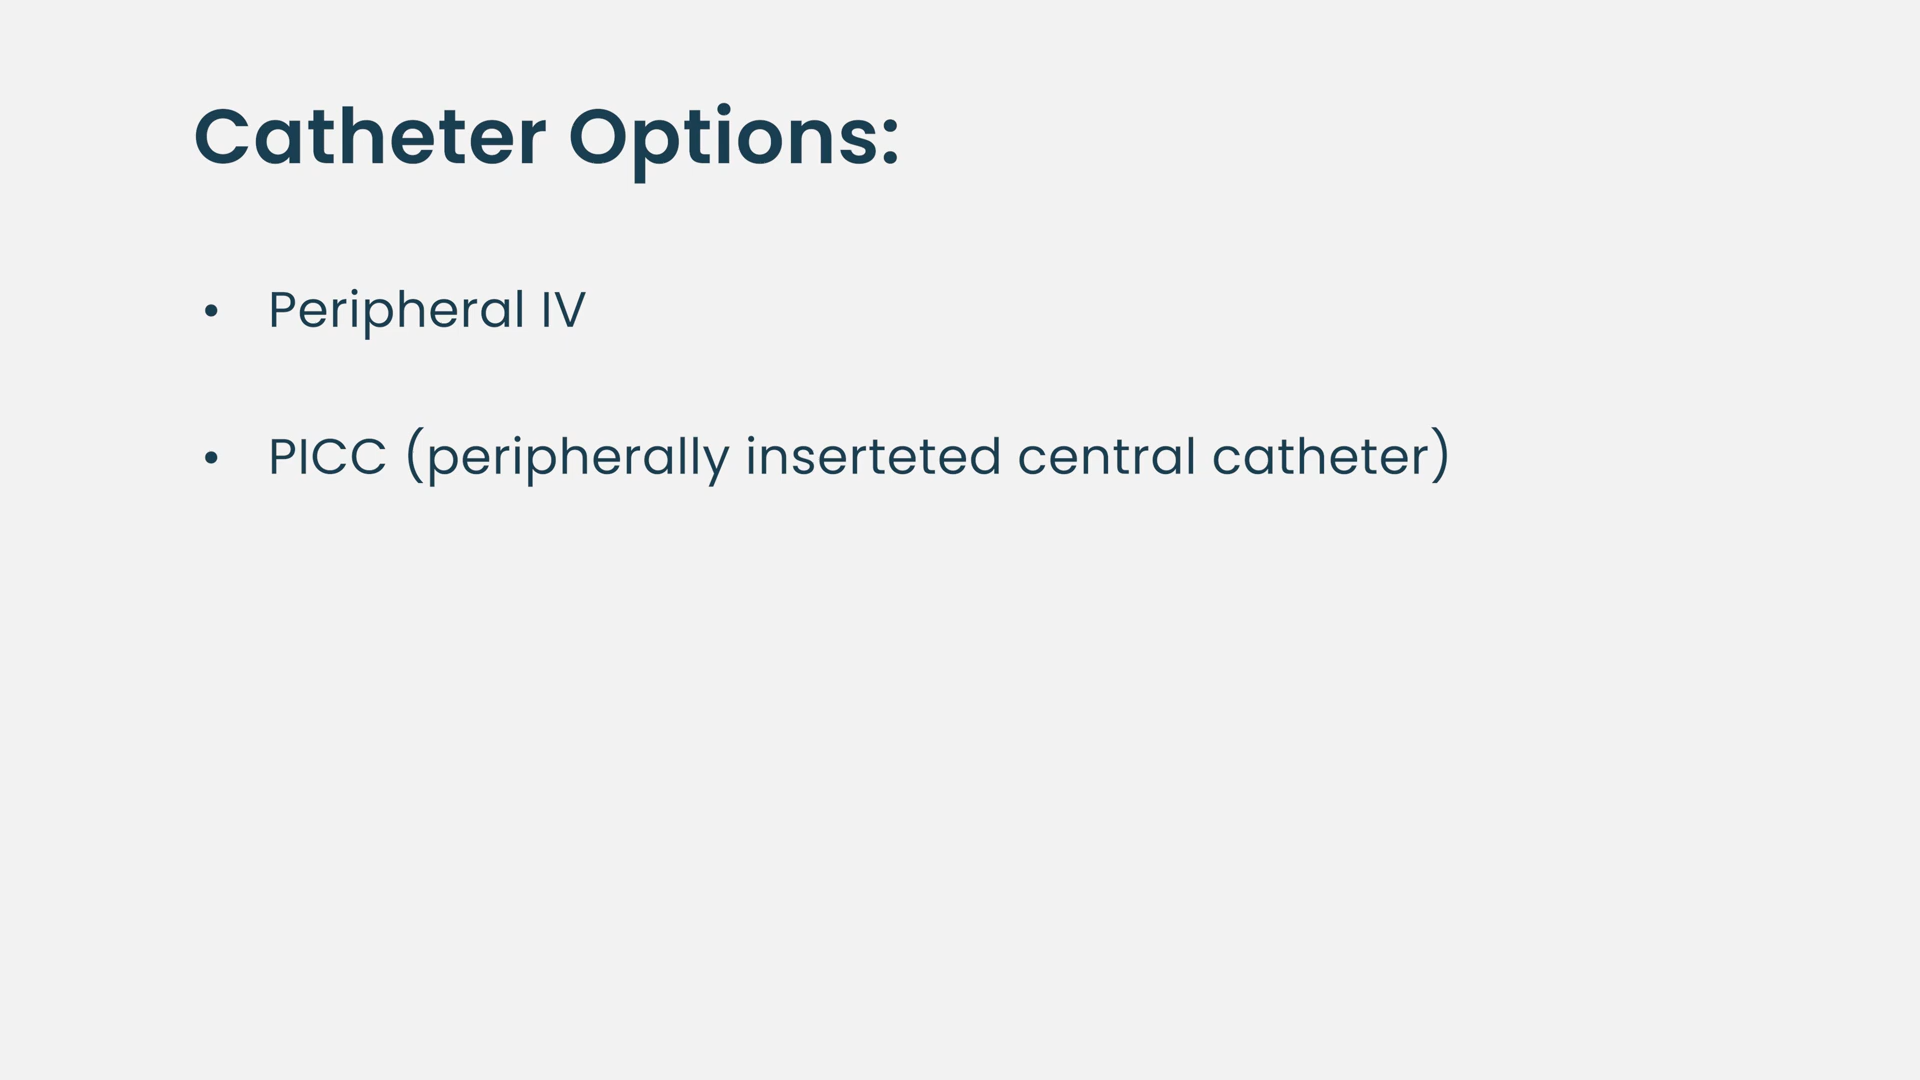 Catheter Options:
• Peripheral IV
• PICC (peripherally inserteted central catheter)